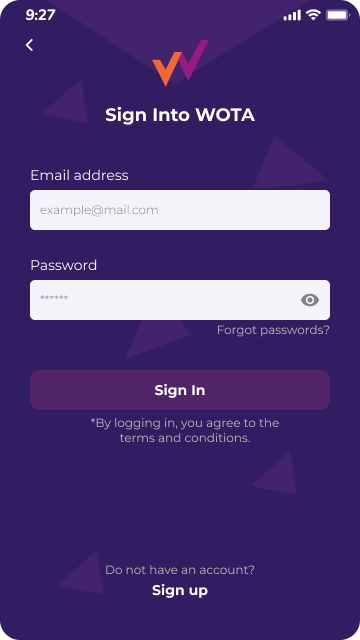 9:27
Sign Into WOTA
Email address
example@mail.com
Password
******
Forgot passwords?
Sign In
*By logging in, you agree to the
terms and conditions.
Do not have an account?
Sign up